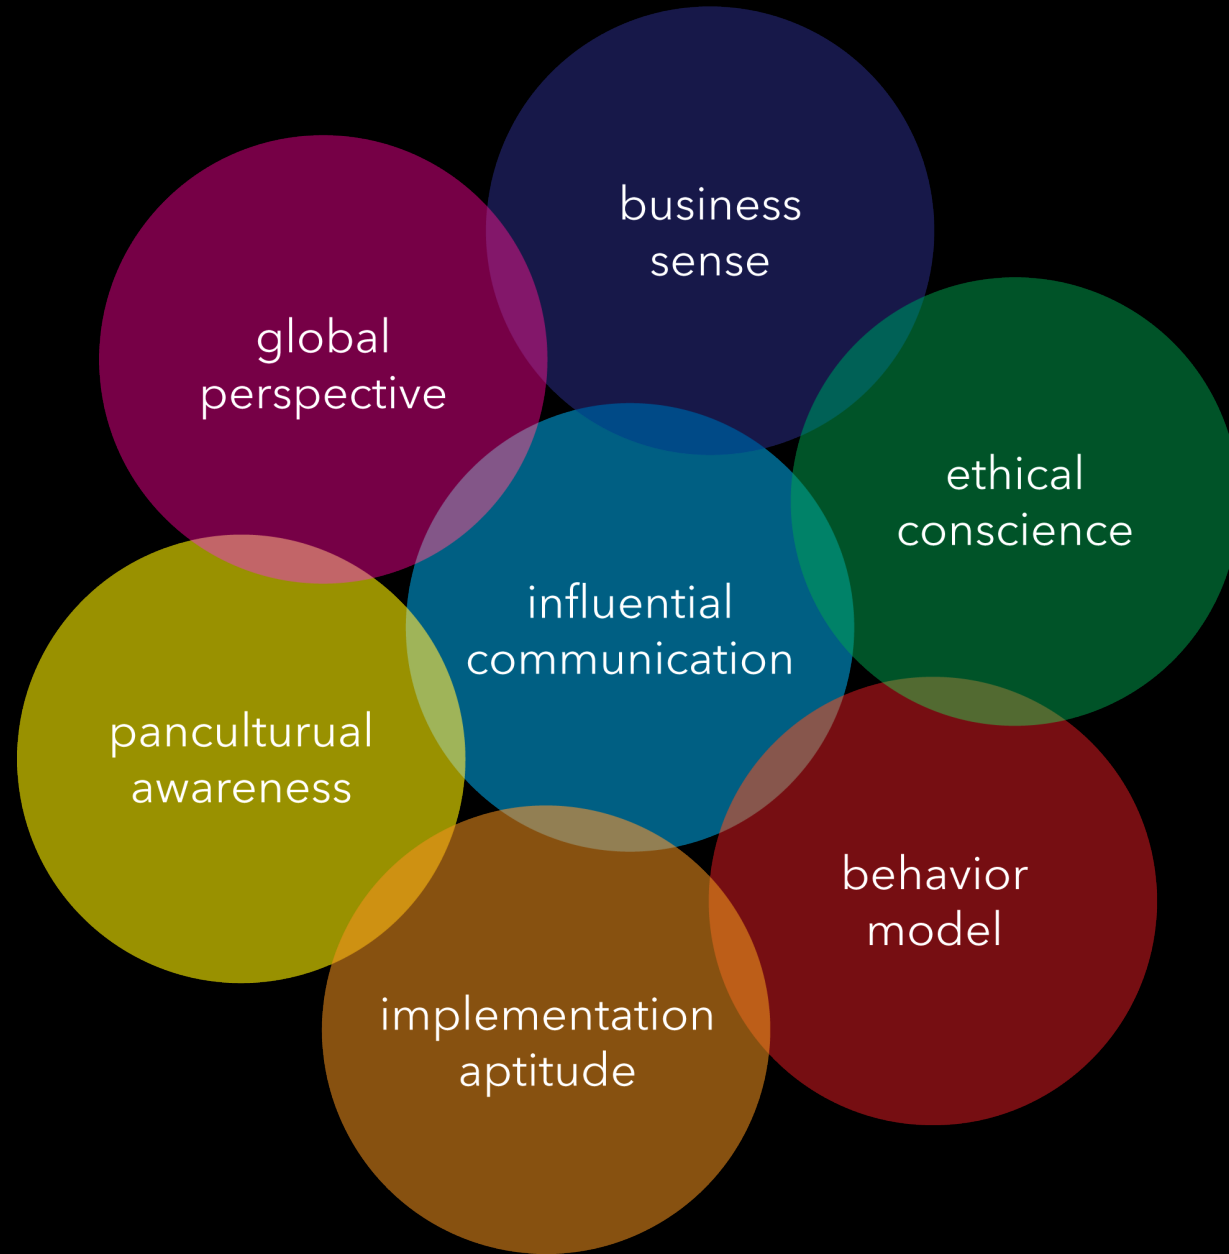 business
sense
global
perspective
ethical
conscience
influential
communication
panculturual
awareness
behavior
model
implementation
aptitude